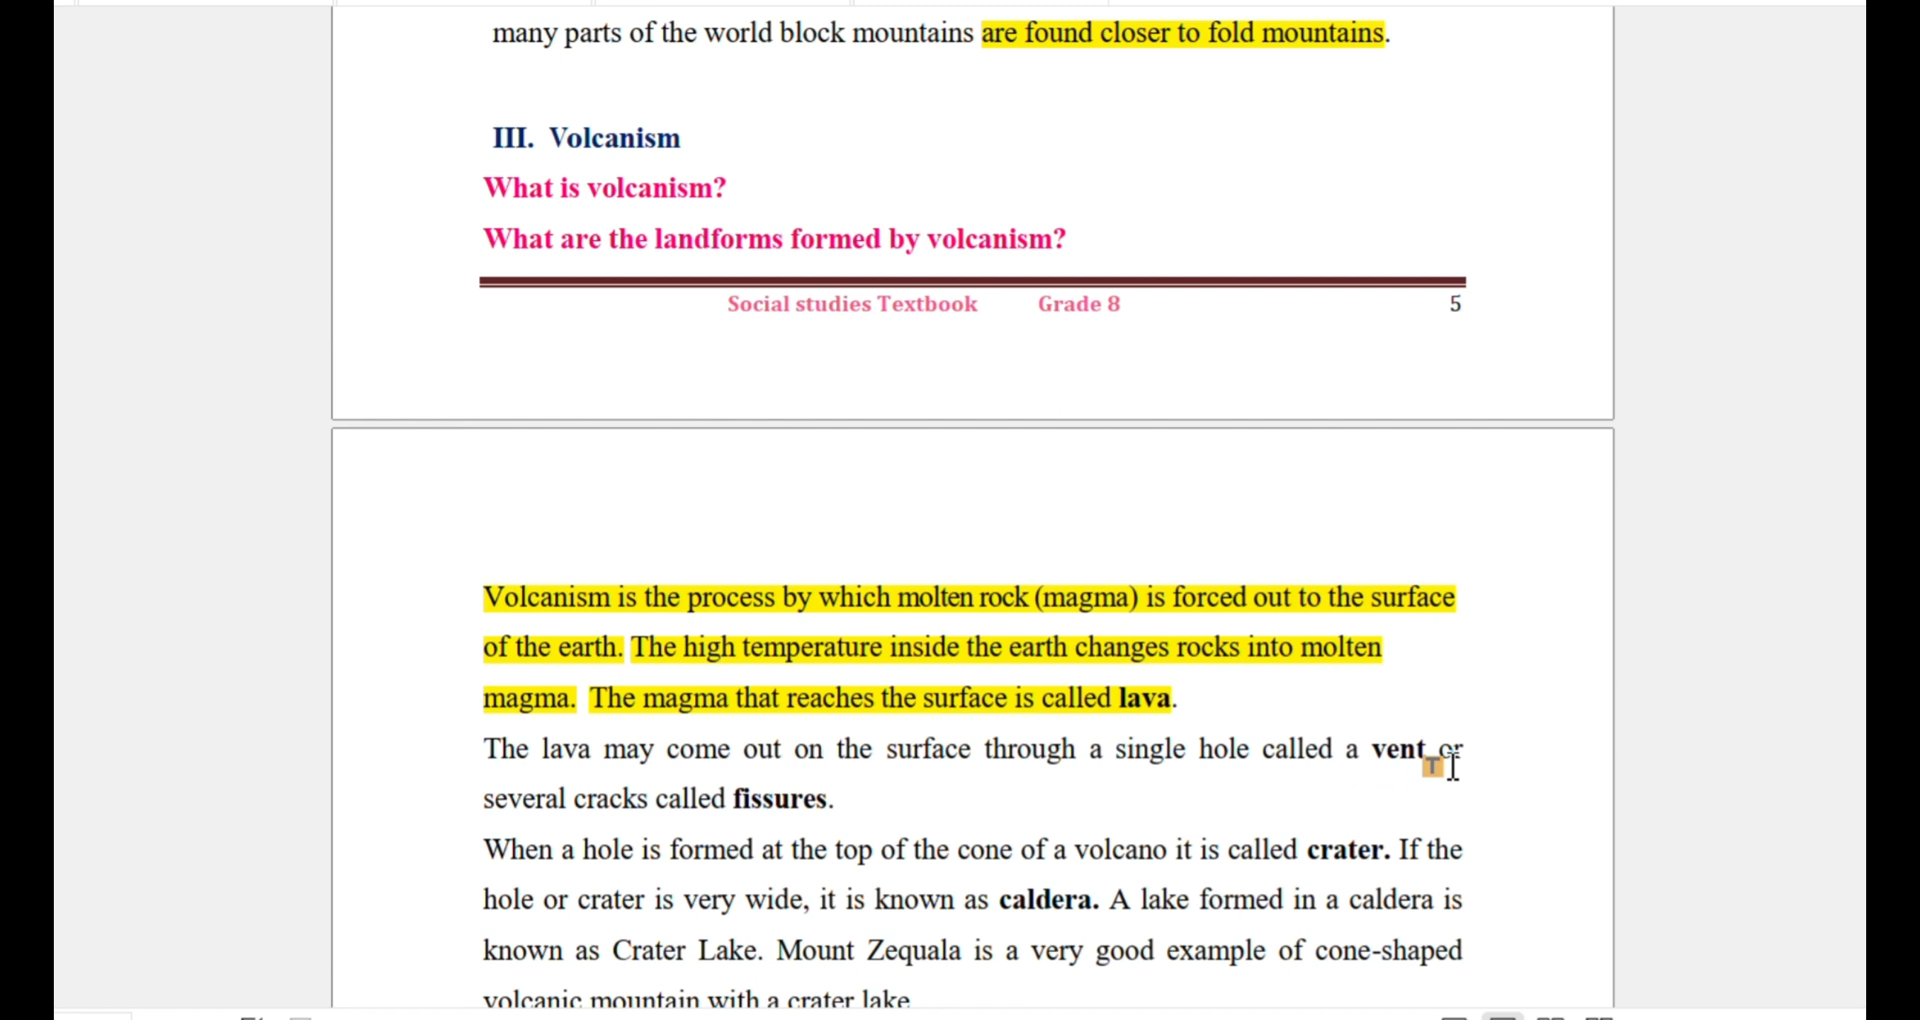 many parts of the world block mountains are found closer to fold mountains.
III. Volcanism
What is volcanism?
What are the landforms formed by volcanism?
Social studies Textbook Grade 8 5
Volcanism is the process by which molten rock (magma) is forced out to the surface
of the earth. The high temperature inside the earth changes rocks into molten
magma. The magma that reaches the surface is called lava.
The lava may come out on the surface through a single hole called a vent or
several cracks called fissures.
When a hole is formed at the top of the cone of a volcano it is called crater. If the
hole or crater is very wide, it is known as caldera. A lake formed in a caldera is
known as Crater Lake. Mount Zequala is a very good example of cone-shaped
volcanic mountain with a crater lake